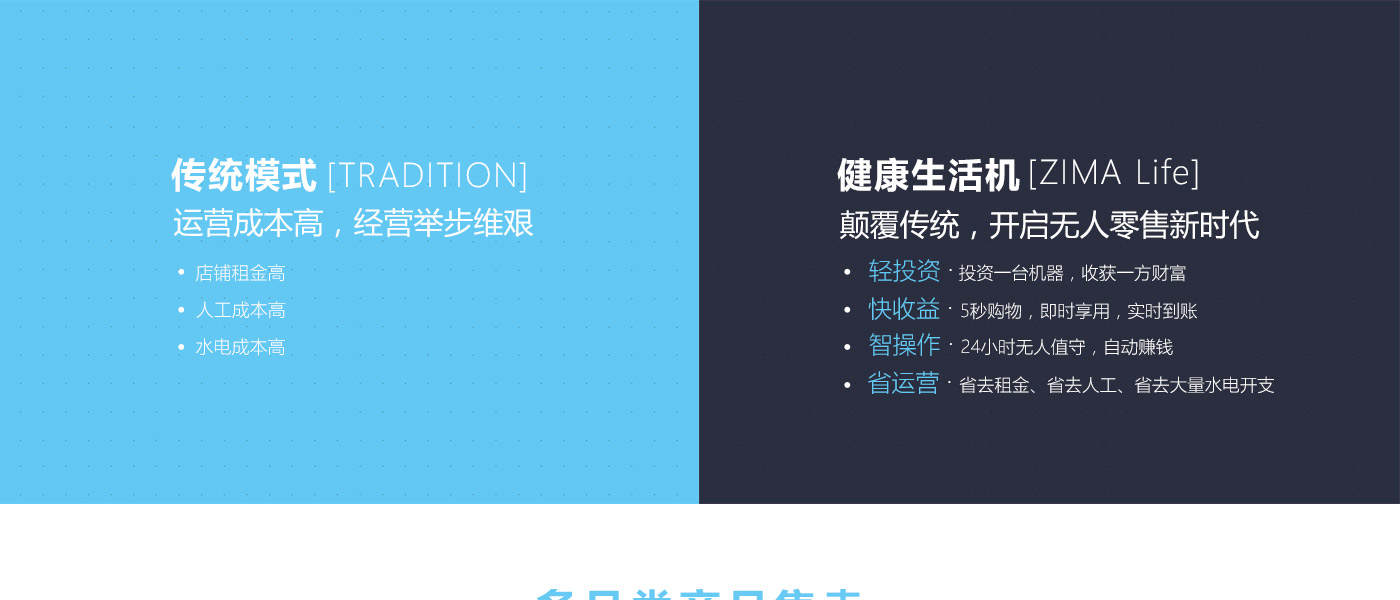 传统模式 [TRADITION]
运营成本高，经营举步维艰
• 店铺租金高
• 人工成本高
• 水电成本高
健康生活机 [ZIMA Life]
颠覆传统，开启无人零售新时代
• 轻投资 · 投资一台机器，收获一方财富
• 快收益 · 5秒购物，即时享用，实时到账
• 智操作 · 24小时无人值守，自动赚钱
• 省运营 · 省去租金、省去人工、省去大量水电开支